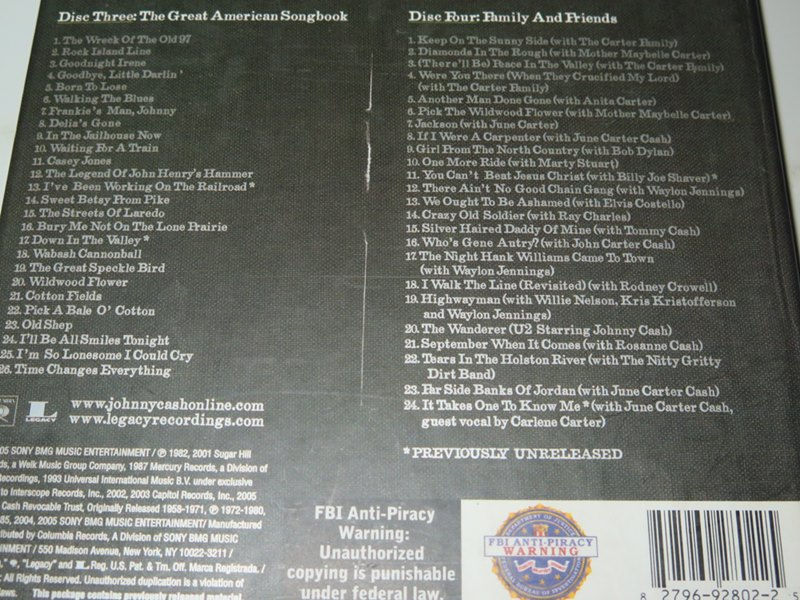 Disc Three: The Great American Songbook
1. The Wreck Of The Old 97
2. Rock Island Line
3. Goodnight Irene
4. Goodbye, Little Darlin'
5. Born To Lose
6. Walking The Blues
7. Frankie's Man, Johnny
8. Delia's Gone
9. In The Jailhouse Now
10. Waiting For A Train
11. Casey Jones
12. The Legend Of John Henry's Hammer
13. I've Been Working On The Railroad*
14. Sweet Betsy From Pike
15. The Streets Of Laredo
16. Bury Me Not On The Lone Prairie
17. Down In The Valley*
18. Wabash Cannonball
19. The Great Speckle Bird
20. Wildwood Flower
21. Cotton Fields
22. Pick A Bale O' Cotton
23. Old Shep
24. I'll Be All Smiles Tonight
25. I'm So Lonesome I Could Cry
26. Time Changes Everything
www.johnnycashonline.com
www.legacyrecordings.com
LEGACY
Disc Four: Family And Friends
1. Keep On The Sunny Side (with The Carter Family)
2. Diamonds In The Rough (with Mother Maybelle Carter)
3. (There'll Be) Peace In The Valley (with The Carter Family)
4. Were You There (When They Crucified My Lord)
(with The Carter Family)
5. Another Man Done Gone (with Anita Carter)
6. Pick The Wildwood Flower (with Mother Maybelle Carter)
7. Jackson (with June Carter)
8. If I Were A Carpenter (with June Carter Cash)
9. Girl From The North Country (with Bob Dylan)
10. One More Ride (with Marty Stuart)
11. You Can't Beat Jesus Christ (with Billy Joe Shaver)*
12. There Ain't No Good Chain Gang (with Waylon Jennings)
13. We Ought To Be Ashamed (with Elvis Costello)
14. Crazy Old Soldier (with Ray Charles)
15. Silver Haired Daddy Of Mine (with Tommy Cash)
16. Who's Gene Autry? (with John Carter Cash)
17. The Night Hank Williams Came To Town
(with Waylon Jennings)
18. I Walk The Line (Revisited) (with Rodney Crowell)
19. Highwayman (with Willie Nelson, Kris Kristofferson
and Waylon Jennings)
20. The Wanderer (U2 Starring Johnny Cash)
21. September When It Comes (with Rosanne Cash)
22. Tears In The Holston River (with The Nitty Gritty
Dirt Band)
23. Far Side Banks Of Jordan (with June Carter Cash)
24. It Takes One To Know Me* (with June Carter Cash,
guest vocal by Carlene Carter)
*PREVIOUSLY UNRELEASED
05 SONY BMG MUSIC ENTERTAINMENT / ℗ 1982, 2001 Sugar Hill
ds, a Welk Music Group Company, 1987 Mercury Records, a Division of
Recordings, 1993 Universal International Music B.V. under exclusive
to Interscope Records, Inc., 2002, 2003 Capitol Records, Inc., 2005
Cash Revocable Trust, Originally Released 1958-1971, ℗ 1972-1980,
85, 2004, 2005 SONY BMG MUSIC ENTERTAINMENT/ Manufactured
tributed by Columbia Records, A Division of SONY BMG MUSIC
INMENT / 550 Madison Avenue, New York, NY 10022-3211 /
"Legacy" and L Reg. U.S. Pat. & Tm. Off. Marca Registrada. /
All Rights Reserved. Unauthorized duplication is a violation of
aws. This package contains previously released material
FBI Anti-Piracy
Warning:
Unauthorized
copying is punishable
under federal law.
DEPARTMENT OF JUSTICE
FBI ANTI-PIRACY
WARNING
FEDERAL BUREAU OF INVESTIGATION
8 2796-92802-2 5